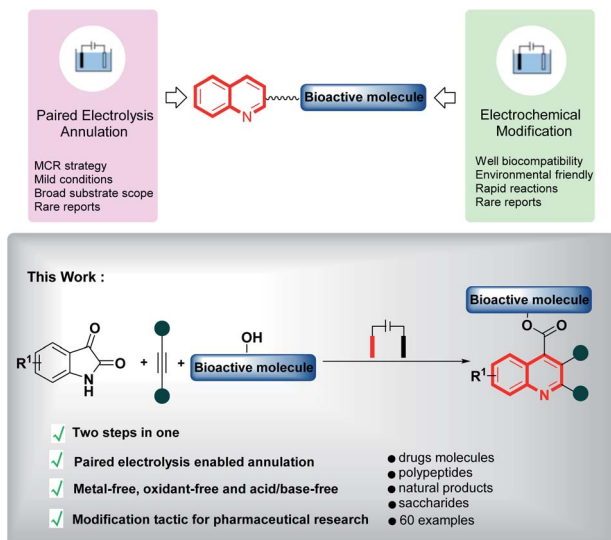 Paired Electrolysis
Annulation
MCR strategy
Mild conditions
Broad substrate scope
Rare reports
N
Bioactive molecule
Electrochemical
Modification
Well biocompatibility
Environmental friendly
Rapid reactions
Rare reports
This Work :
R1
O
O
N
H
+
+
OH
Bioactive molecule
Bioactive molecule
O
O
R1
N
√ Two steps in one
√ Paired electrolysis enabled annulation
√ Metal-free, oxidant-free and acid/base-free
√ Modification tactic for pharmaceutical research
● drugs molecules
● polypeptides
● natural products
● saccharides
● 60 examples